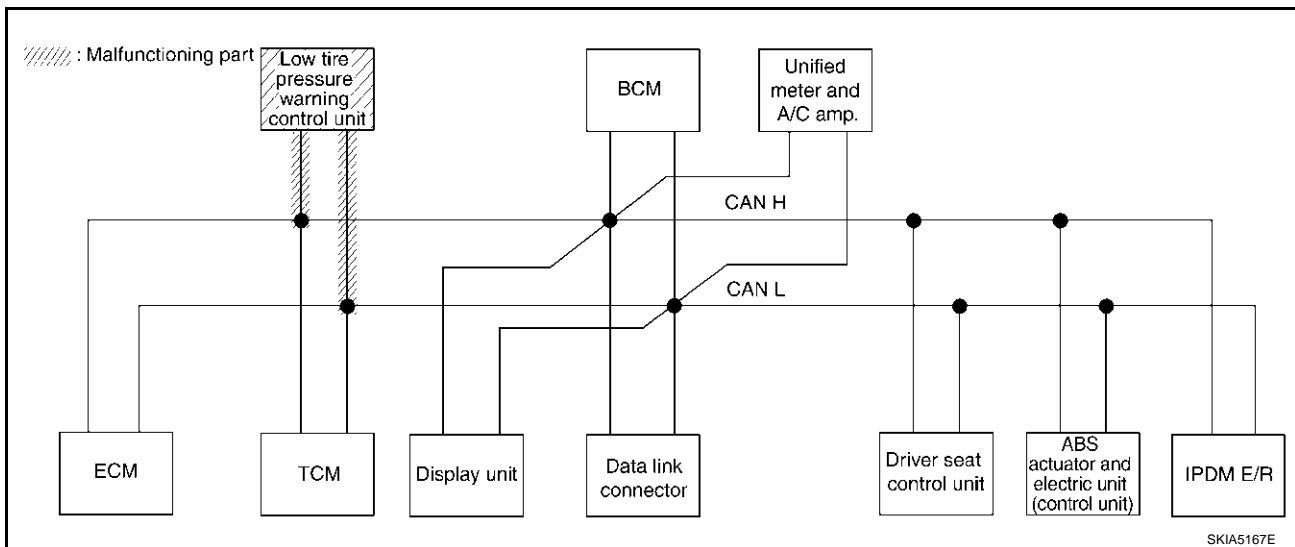 : Malfunctioning part
Low tire
pressure
warning
control unit
BCM
Unified
meter and
A/C amp.
CAN H
CAN L
ECM
TCM
Display unit
Data link
connector
Driver seat
control unit
ABS
actuator and
electric unit
(control unit)
IPDM E/R
SKIA5167E